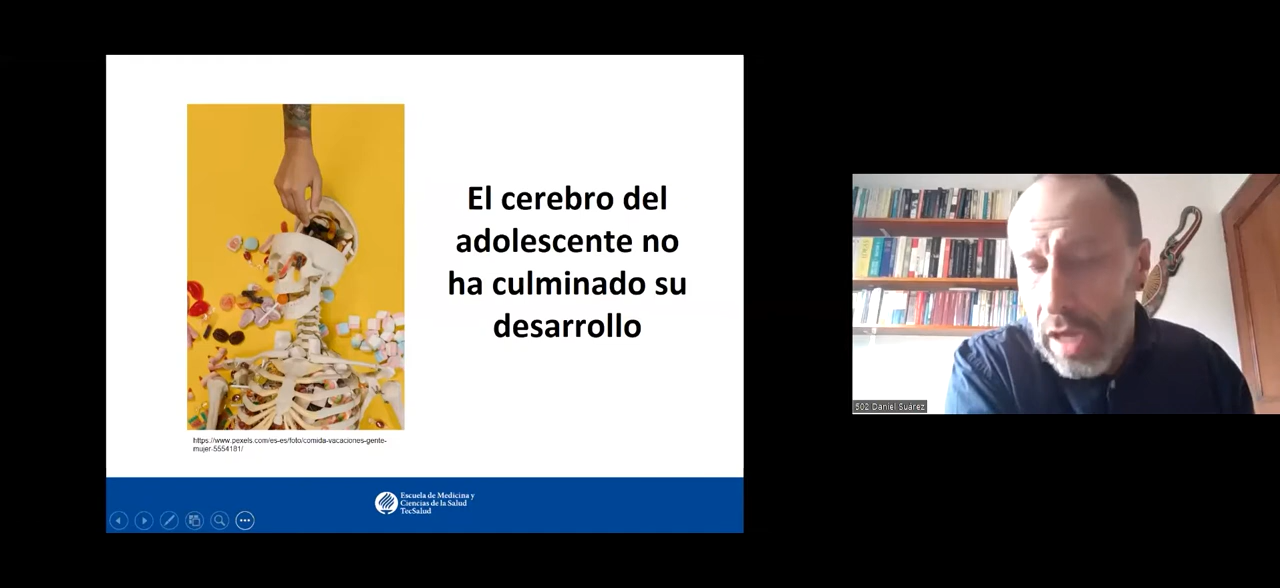 El cerebro del
adolescente no
ha culminado su
desarrollo
https://www.pexels.com/es-es/foto/comida-vacaciones-gente-
mujer-5554181/
Escuela de Medicina y
Ciencias de la Salud
TecSalud
502 Daniel Suárez